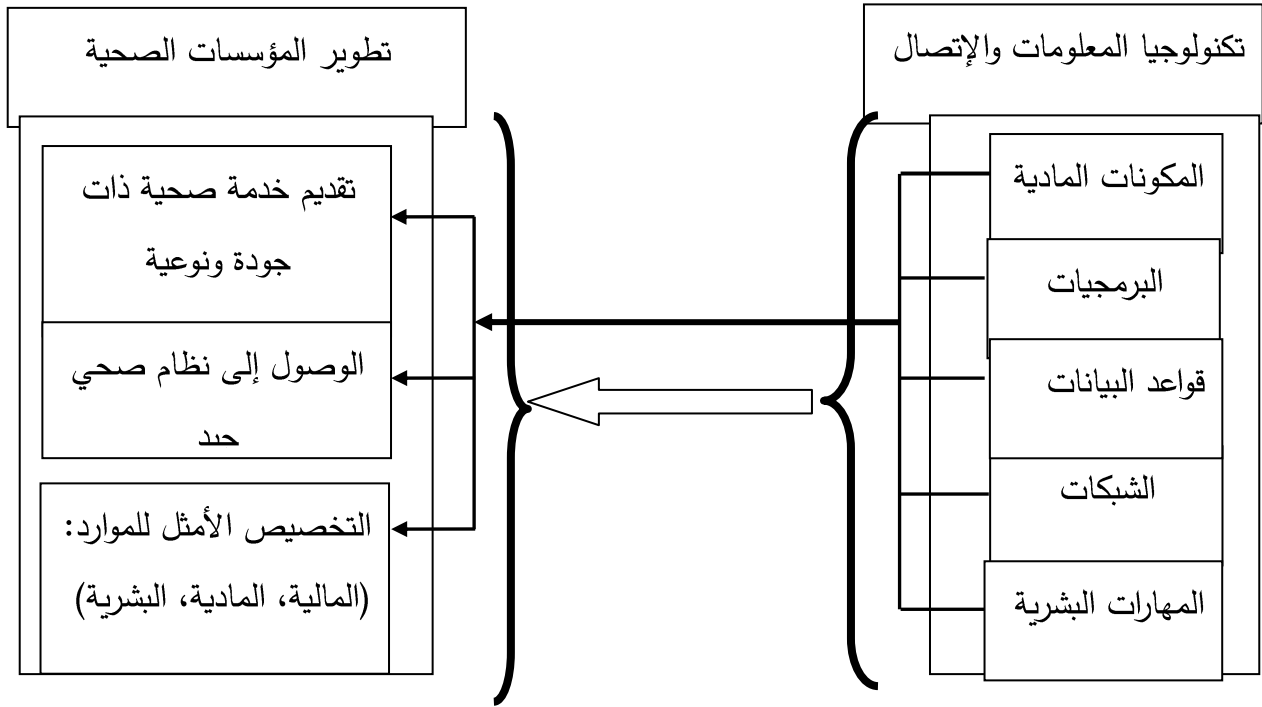 تكنولوجيا المعلومات والإتصال
المكونات المادية
البرمجيات
قواعد البيانات
الشبكات
المهارات البشرية
تطوير المؤسسات الصحية
تقديم خدمة صحية ذات
جودة ونوعية
الوصول إلى نظام صحي
التخصيص الأمثل للموارد:
(المالية، المادية، البشرية)